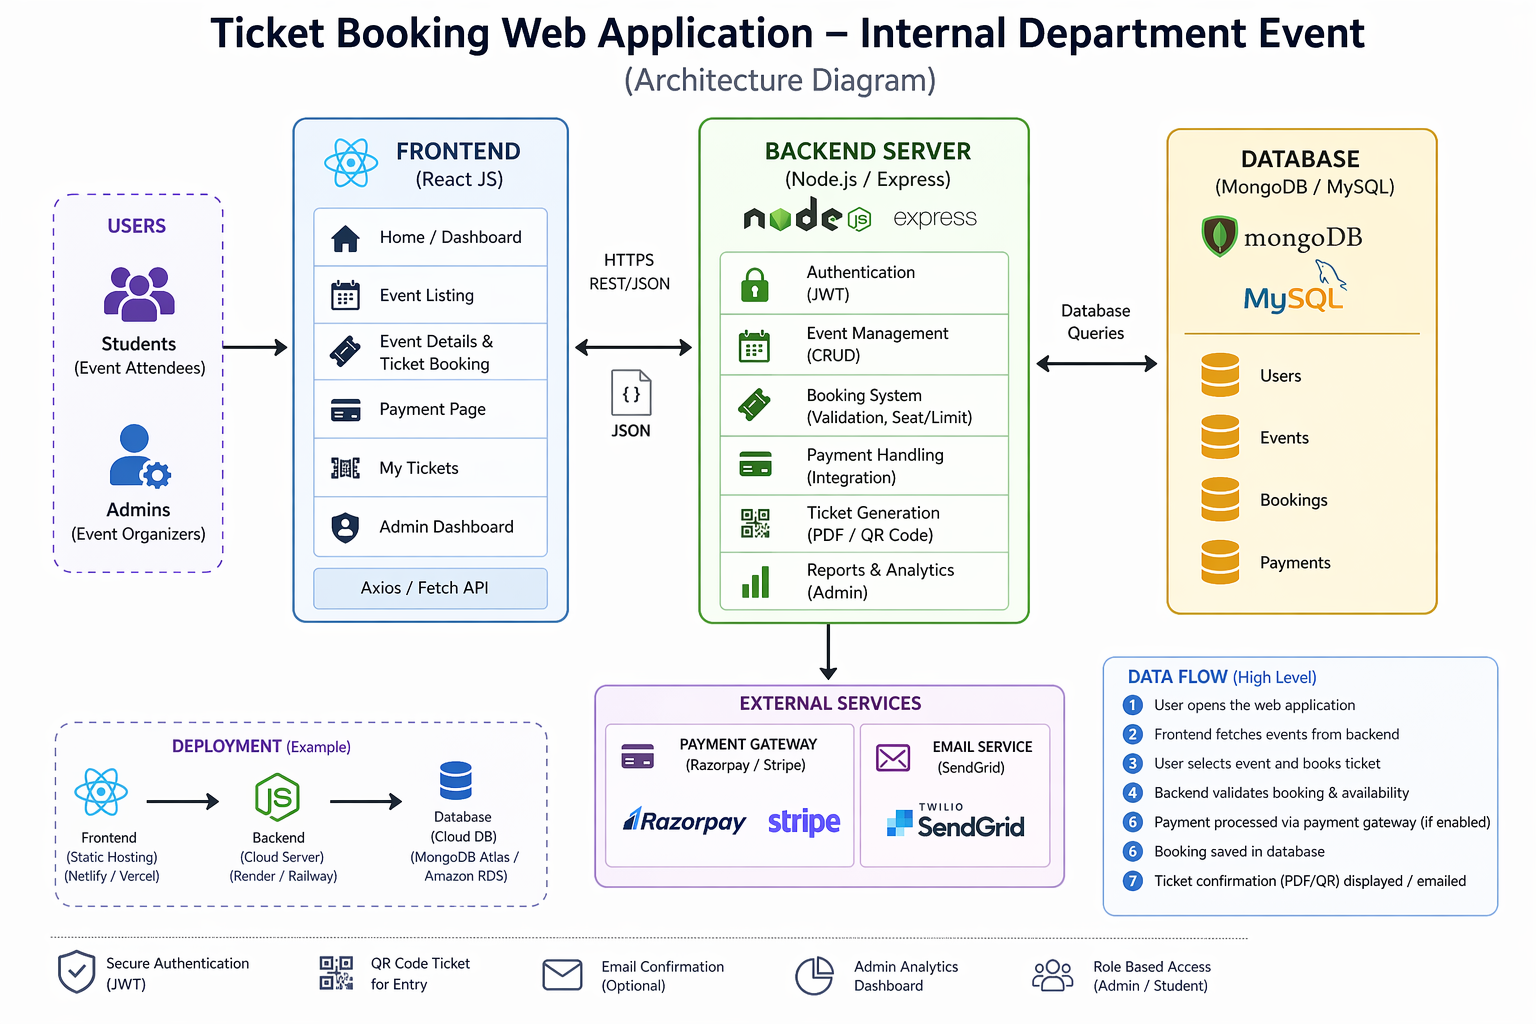 Ticket Booking Web Application – Internal Department Event
(Architecture Diagram)
USERS
Students
(Event Attendees)
Admins
(Event Organizers)
FRONTEND
(React JS)
Home / Dashboard
Event Listing
Event Details &
Ticket Booking
Payment Page
My Tickets
Admin Dashboard
Axios / Fetch API
HTTPS
REST/JSON
{ }
JSON
BACKEND SERVER
(Node.js / Express)
node JS express
Authentication
(JWT)
Event Management
(CRUD)
Booking System
(Validation, Seat/Limit)
Payment Handling
(Integration)
Ticket Generation
(PDF / QR Code)
Reports & Analytics
(Admin)
Database
Queries
DATABASE
(MongoDB / MySQL)
mongoDB
MySQL
Users
Events
Bookings
Payments
DEPLOYMENT (Example)
Frontend
(Static Hosting)
(Netlify / Vercel)
JS
Backend
(Cloud Server)
(Render / Railway)
Database
(Cloud DB)
(MongoDB Atlas /
Amazon RDS)
EXTERNAL SERVICES
PAYMENT GATEWAY
(Razorpay / Stripe)
Razorpay stripe
EMAIL SERVICE
(SendGrid)
TWILIO
SendGrid
DATA FLOW (High Level)
1 User opens the web application
2 Frontend fetches events from backend
3 User selects event and books ticket
4 Backend validates booking & availability
6 Payment processed via payment gateway (if enabled)
6 Booking saved in database
7 Ticket confirmation (PDF/QR) displayed / emailed
Secure Authentication
(JWT)
QR Code Ticket
for Entry
Email Confirmation
(Optional)
Admin Analytics
Dashboard
Role Based Access
(Admin / Student)